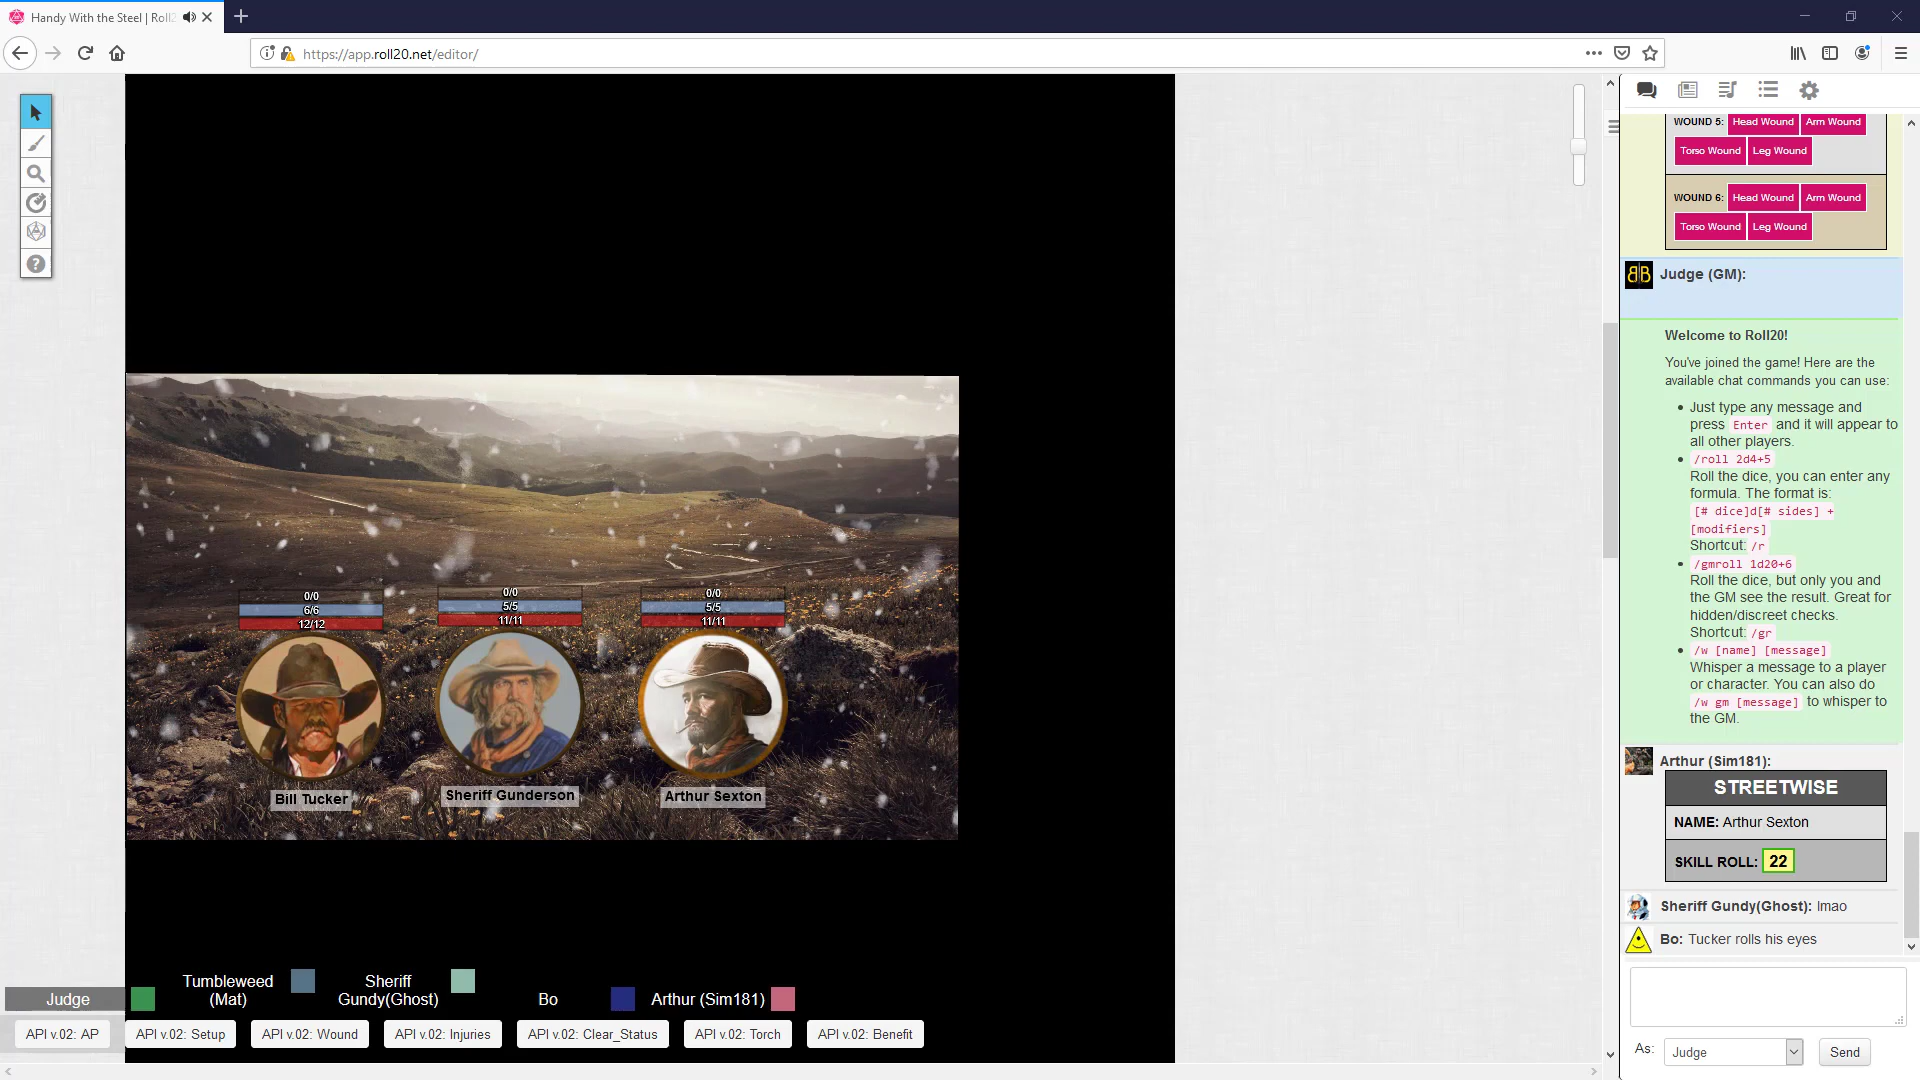 Handy With the Steel | Roll2
https://app.roll20.net/editor/
WOUND 5: Head Wound Arm Wound
Torso Wound Leg Wound
WOUND 6: Head Wound Arm Wound
Torso Wound Leg Wound
BB Judge (GM):
Welcome to Roll20!
You've joined the game! Here are the
available chat commands you can use:
• Just type any message and
press Enter and it will appear to
all other players.
• /roll 2d4+5
Roll the dice, you can enter any
formula. The format is:
[# dice]d[# sides] +
[modifiers]
Shortcut: /r
• /gmroll 1d20+6
Roll the dice, but only you and
the GM see the result. Great for
hidden/discreet checks.
Shortcut: /gr
• /w [name] [message]
Whisper a message to a player
or character. You can also do
/w gm [message] to whisper to
the GM.
Arthur (Sim181):
STREETWISE
NAME: Arthur Sexton
SKILL ROLL: 22
Sheriff Gundy(Ghost): lmao
Bo: Tucker rolls his eyes
As: Judge Send
0/0
6/6
12/12
Bill Tucker
0/0
5/5
11/11
Sheriff Gunderson
0/0
5/5
11/11
Arthur Sexton
Judge
Tumbleweed
(Mat)
Sheriff
Gundy(Ghost)
Bo
Arthur (Sim181)
API v.02: AP API v.02: Setup API v.02: Wound API v.02: Injuries API v.02: Clear_Status API v.02: Torch API v.02: Benefit